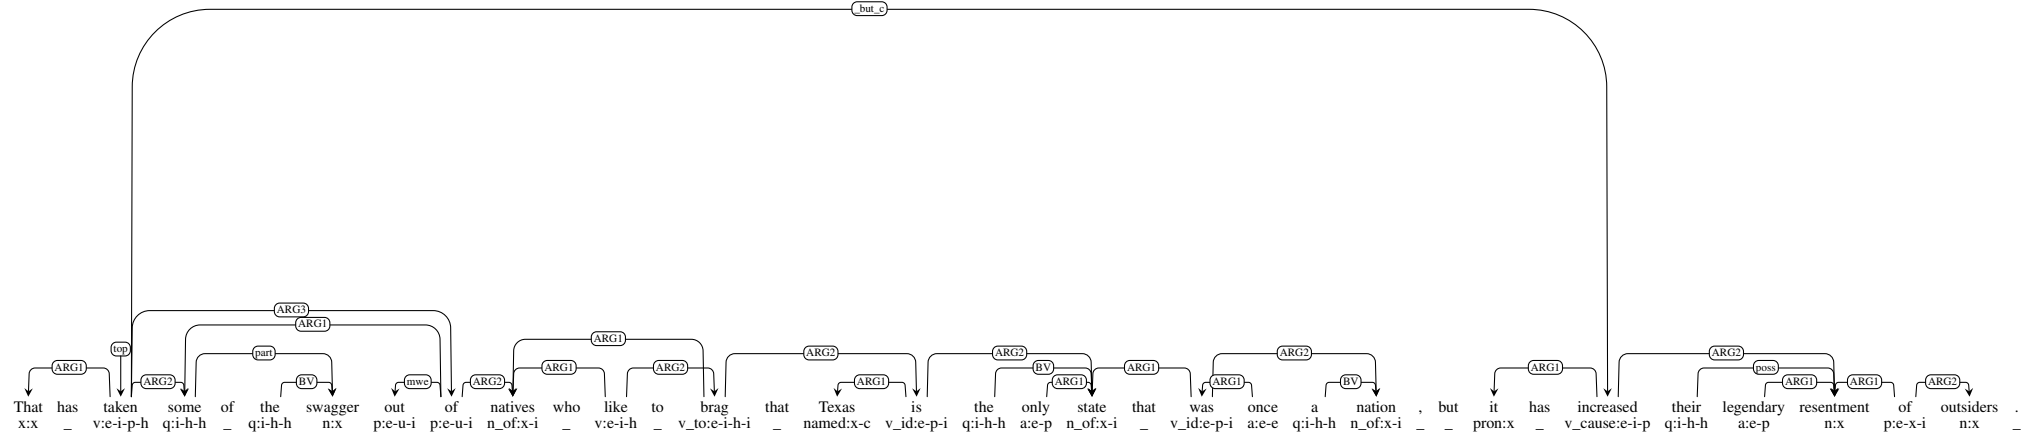 _but_c
ARG3
ARG1
ARG1
top part ARG2 ARG2 ARG2 ARG2
ARG1 ARG1 ARG2 BV ARG1 ARG1 poss
ARG2 BV mwe ARG2 ARG1 ARG1 ARG1 BV ARG1 ARG1 ARG2
That has taken some of the swagger out of natives who like to brag that Texas is the only state that was once a nation , but it has increased their legendary resentment of outsiders .
x:x _ v:e-i-p-h q:i-h-h _ q:i-h-h n:x p:e-u-i p:e-u-i n_of:x-i _ v:e-i-h _ v_to:e-i-h-i _ named:x-c v_id:e-p-i q:i-h-h a:e-p n_of:x-i _ v_id:e-p-i a:e-e q:i-h-h n_of:x-i _ _ pron:x _ v_cause:e-i-p q:i-h-h a:e-p n:x p:e-x-i n:x _